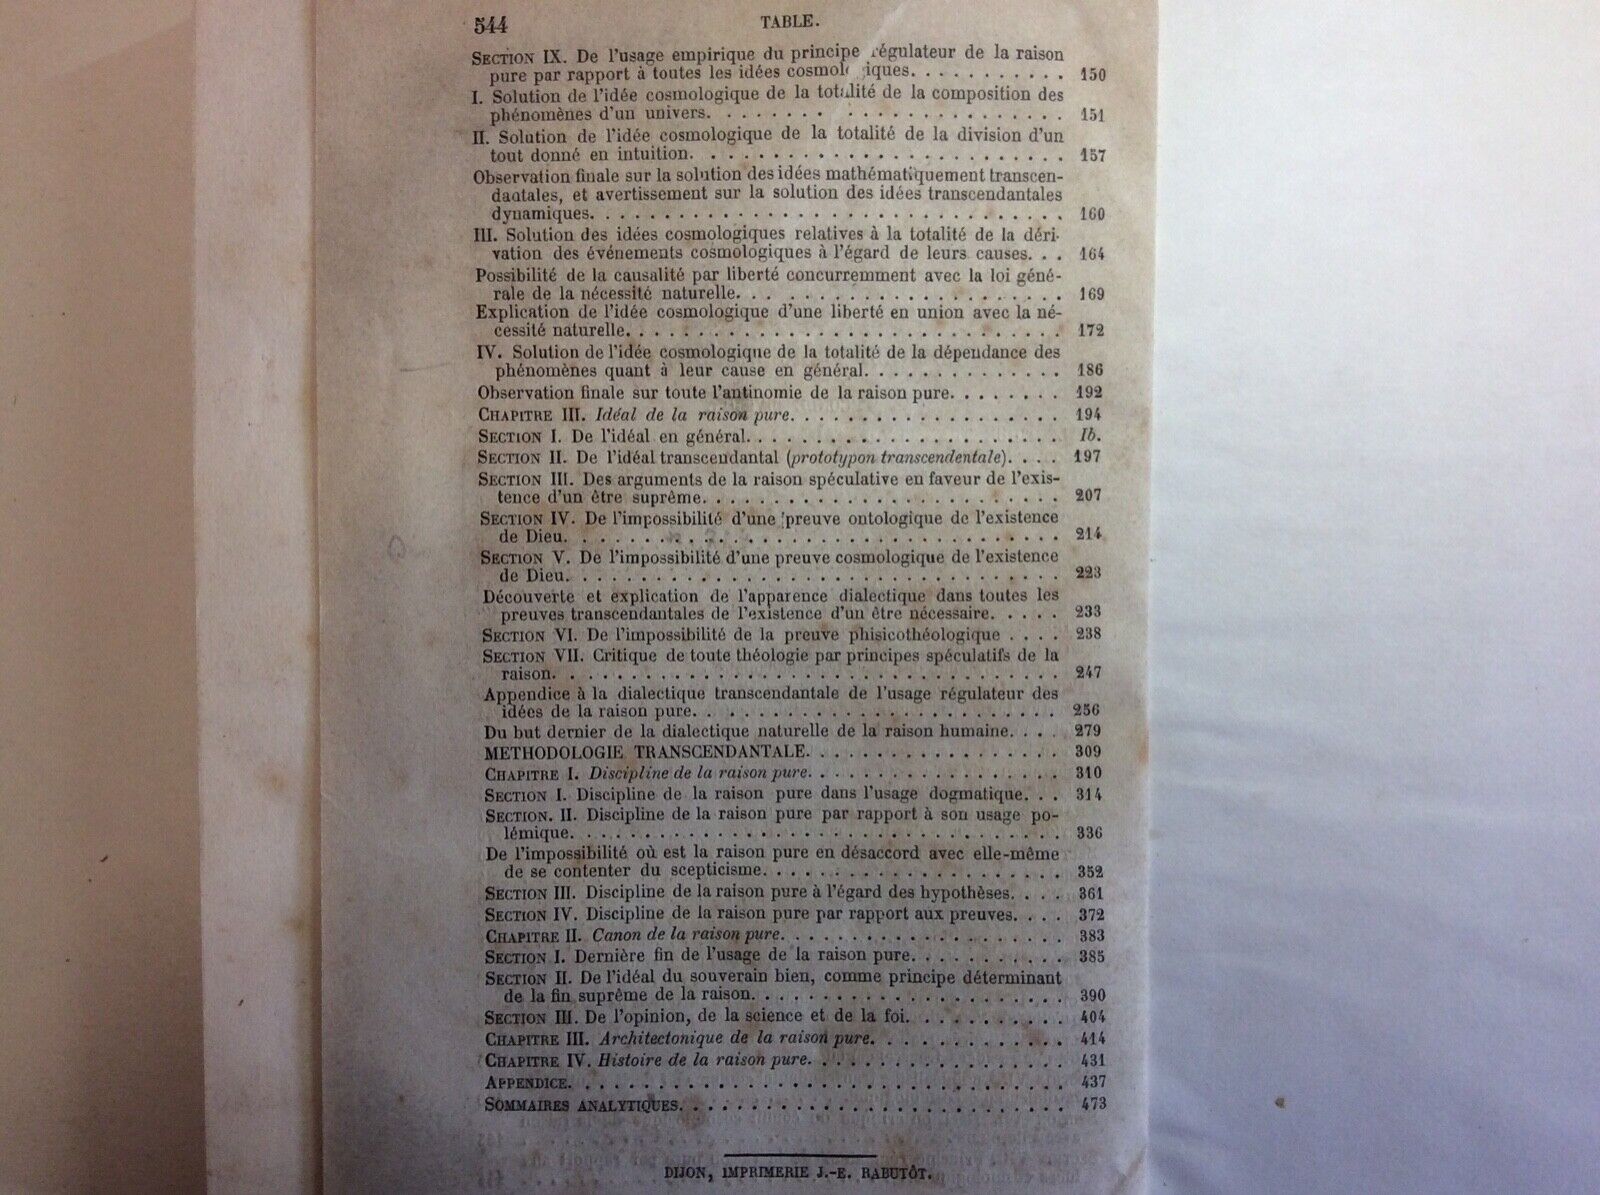 544 TABLE.
SECTION IX. De l'usage empirique du principe régulateur de la raison
pure par rapport à toutes les idées cosmologiques. . . . . . . . . . . 150
I. Solution de l'idée cosmologique de la totalité de la composition des
phénomènes d'un univers. . . . . . . . . . . . . . . . . . . . . . 151
II. Solution de l'idée cosmologique de la totalité de la division d'un
tout donné en intuition. . . . . . . . . . . . . . . . . . . . . . . 157
Observation finale sur la solution des idées mathématiquement transcen-
dantales, et avertissement sur la solution des idées transcendantales
dynamiques. . . . . . . . . . . . . . . . . . . . . . . . . . . . . 160
III. Solution des idées cosmologiques relatives à la totalité de la déri-
vation des événements cosmologiques à l'égard de leurs causes. . . 164
Possibilité de la causalité par liberté concurremment avec la loi géné-
rale de la nécessité naturelle. . . . . . . . . . . . . . . . . . . . 169
Explication de l'idée cosmologique d'une liberté en union avec la né-
cessité naturelle. . . . . . . . . . . . . . . . . . . . . . . . . . 172
IV. Solution de l'idée cosmologique de la totalité de la dépendance des
phénomènes quant à leur cause en général. . . . . . . . . . . . . 186
Observation finale sur toute l'antinomie de la raison pure. . . . . . . . 192
CHAPITRE III. Idéal de la raison pure. . . . . . . . . . . . . . . . . . 194
SECTION I. De l'idéal en général. . . . . . . . . . . . . . . . . . . . . Ib.
SECTION II. De l'idéal transcendantal (prototypon transcendentale). . . . 197
SECTION III. Des arguments de la raison spéculative en faveur de l'exis-
tence d'un être suprême. . . . . . . . . . . . . . . . . . . . . . . 207
SECTION IV. De l'impossibilité d'une preuve ontologique de l'existence
de Dieu. . . . . . . . . . . . . . . . . . . . . . . . . . . . . . . 214
SECTION V. De l'impossibilité d'une preuve cosmologique de l'existence
de Dieu. . . . . . . . . . . . . . . . . . . . . . . . . . . . . . . 223
Découverte et explication de l'apparence dialectique dans toutes les
preuves transcendantales de l'existence d'un être nécessaire. . . . . 233
SECTION VI. De l'impossibilité de la preuve phisicothéologique . . . . 238
SECTION VII. Critique de toute théologie par principes spéculatifs de la
raison. . . . . . . . . . . . . . . . . . . . . . . . . . . . . . . . 247
Appendice à la dialectique transcendantale de l'usage régulateur des
idées de la raison pure. . . . . . . . . . . . . . . . . . . . . . . 256
Du but dernier de la dialectique naturelle de la raison humaine. . . . 279
METHODOLOGIE TRANSCENDANTALE. . . . . . . . . . . . . . . . . 309
CHAPITRE I. Discipline de la raison pure. . . . . . . . . . . . . . . . . 310
SECTION I. Discipline de la raison pure dans l'usage dogmatique. . . 314
SECTION. II. Discipline de la raison pure par rapport à son usage po-
lémique. . . . . . . . . . . . . . . . . . . . . . . . . . . . . . . 336
De l'impossibilité où est la raison pure en désaccord avec elle-même
de se contenter du scepticisme. . . . . . . . . . . . . . . . . . . 352
SECTION III. Discipline de la raison pure à l'égard des hypothèses. . . . 361
SECTION IV. Discipline de la raison pure par rapport aux preuves. . . . 372
CHAPITRE II. Canon de la raison pure. . . . . . . . . . . . . . . . . . . 383
SECTION I. Dernière fin de l'usage de la raison pure. . . . . . . . . . . 385
SECTION II. De l'idéal du souverain bien, comme principe déterminant
de la fin suprême de la raison. . . . . . . . . . . . . . . . . . . . 390
SECTION III. De l'opinion, de la science et de la foi. . . . . . . . . . . 404
CHAPITRE III. Architectonique de la raison pure. . . . . . . . . . . . . 414
CHAPITRE IV. Histoire de la raison pure. . . . . . . . . . . . . . . . . 431
APPENDICE. . . . . . . . . . . . . . . . . . . . . . . . . . . . . . . 437
SOMMAIRES ANALYTIQUES. . . . . . . . . . . . . . . . . . . . . . . . . 473
DIJON, IMPRIMERIE J.-E. RABUTÔT.